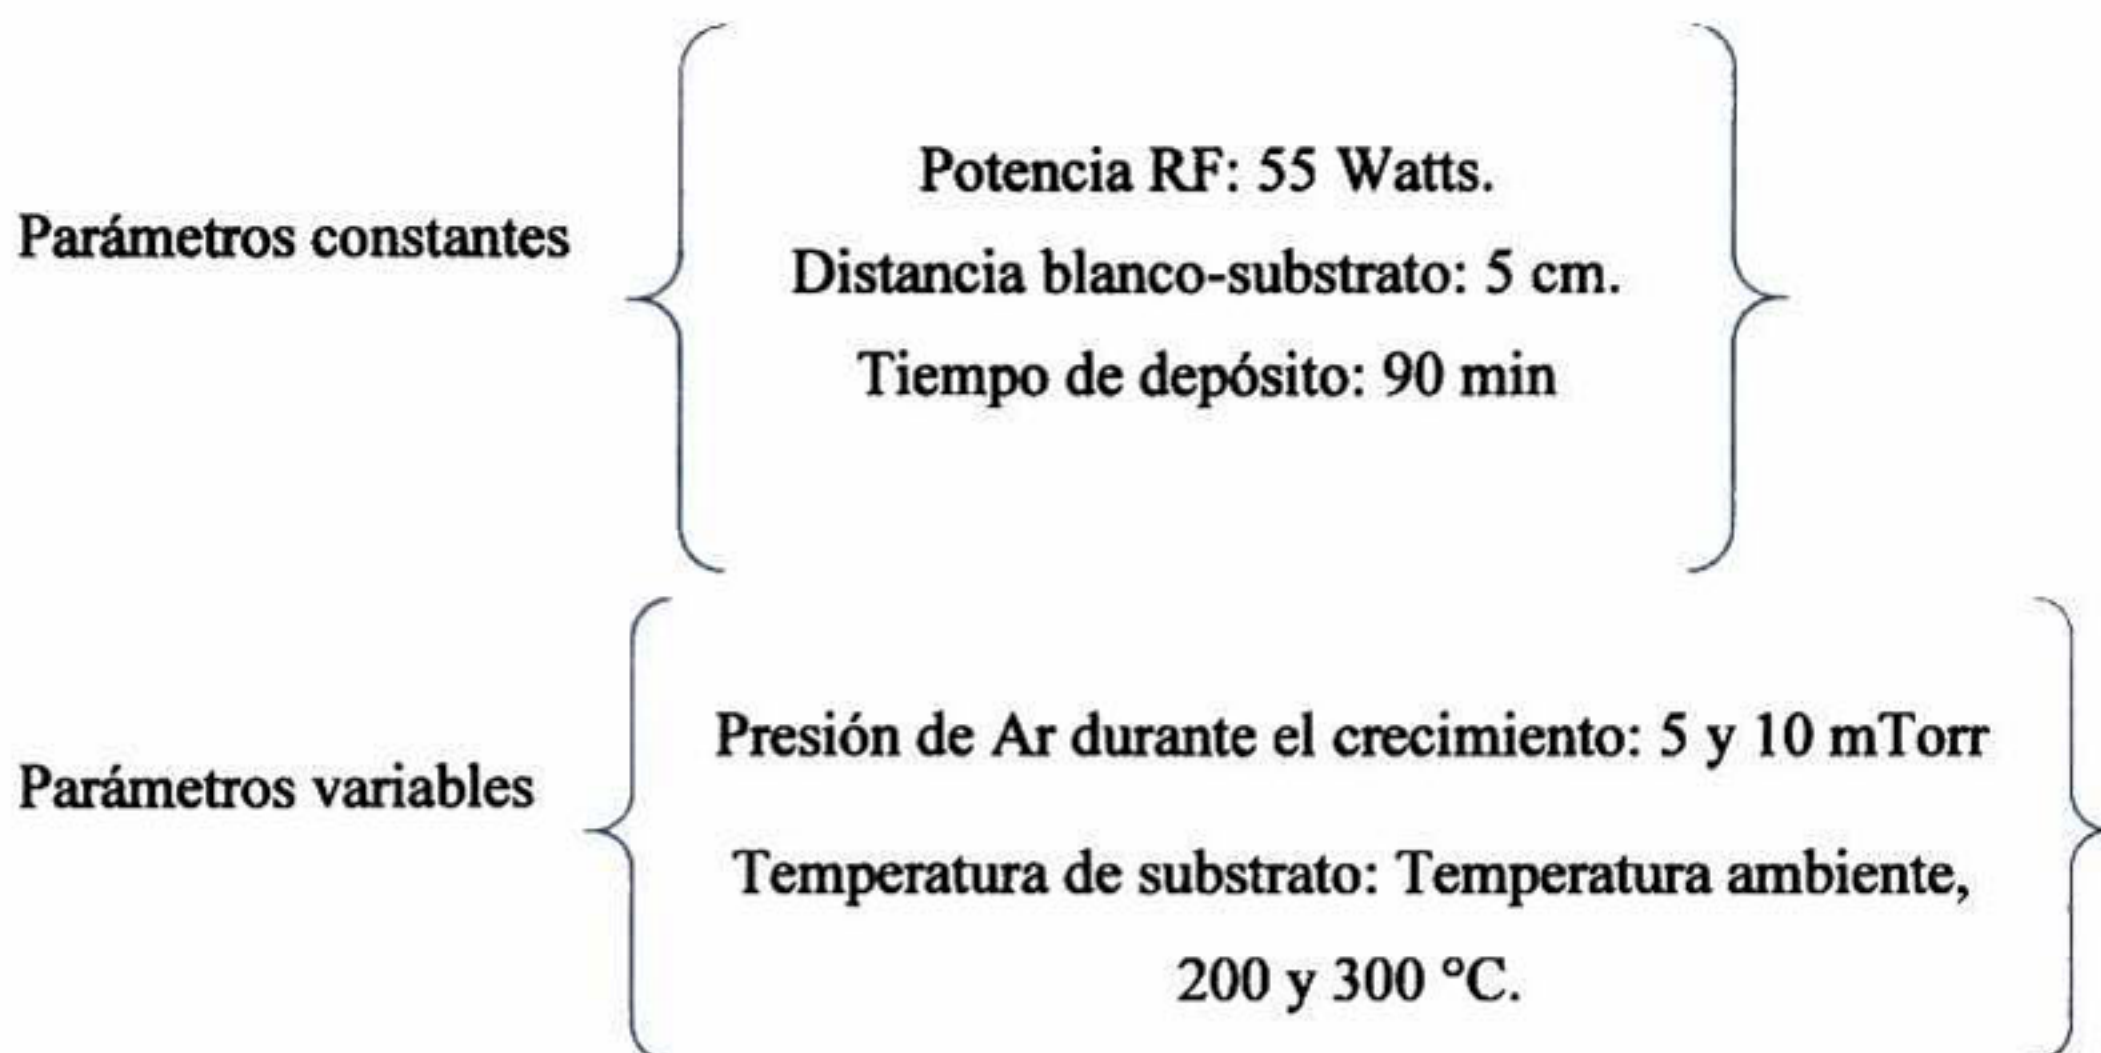 Parámetros constantes
Potencia RF: 55 Watts.
Distancia blanco-substrato: 5 cm.
Tiempo de depósito: 90 min
Parámetros variables
Presión de Ar durante el crecimiento: 5 y 10 mTorr
Temperatura de substrato: Temperatura ambiente,
200 y 300 °C.